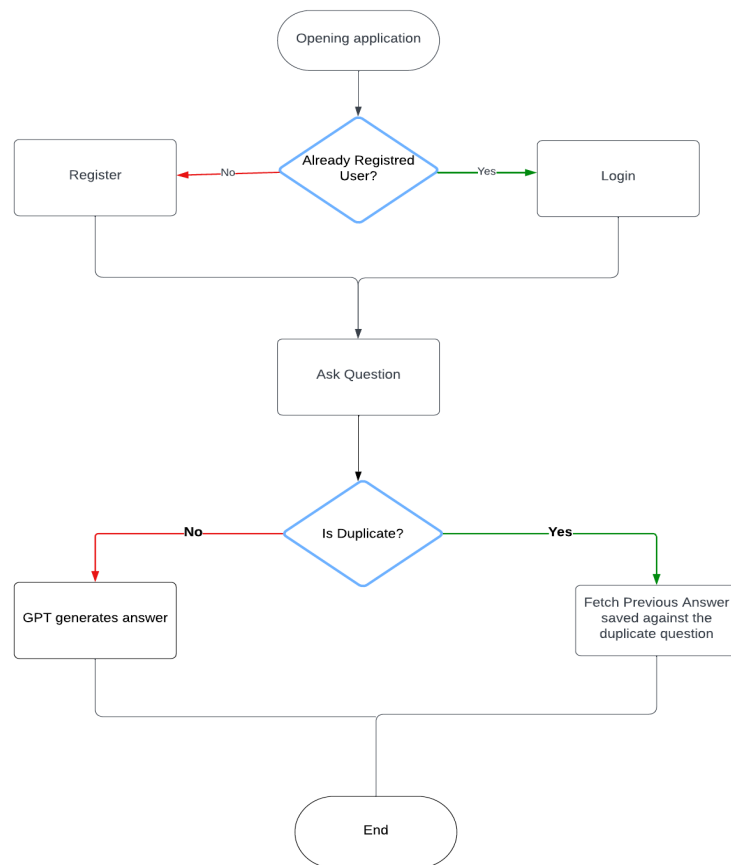 Opening application
Already Registred
User?
No
Yes
Register
Login
Ask Question
Is Duplicate?
No
Yes
GPT generates answer
Fetch Previous Answer
saved against the
duplicate question
End